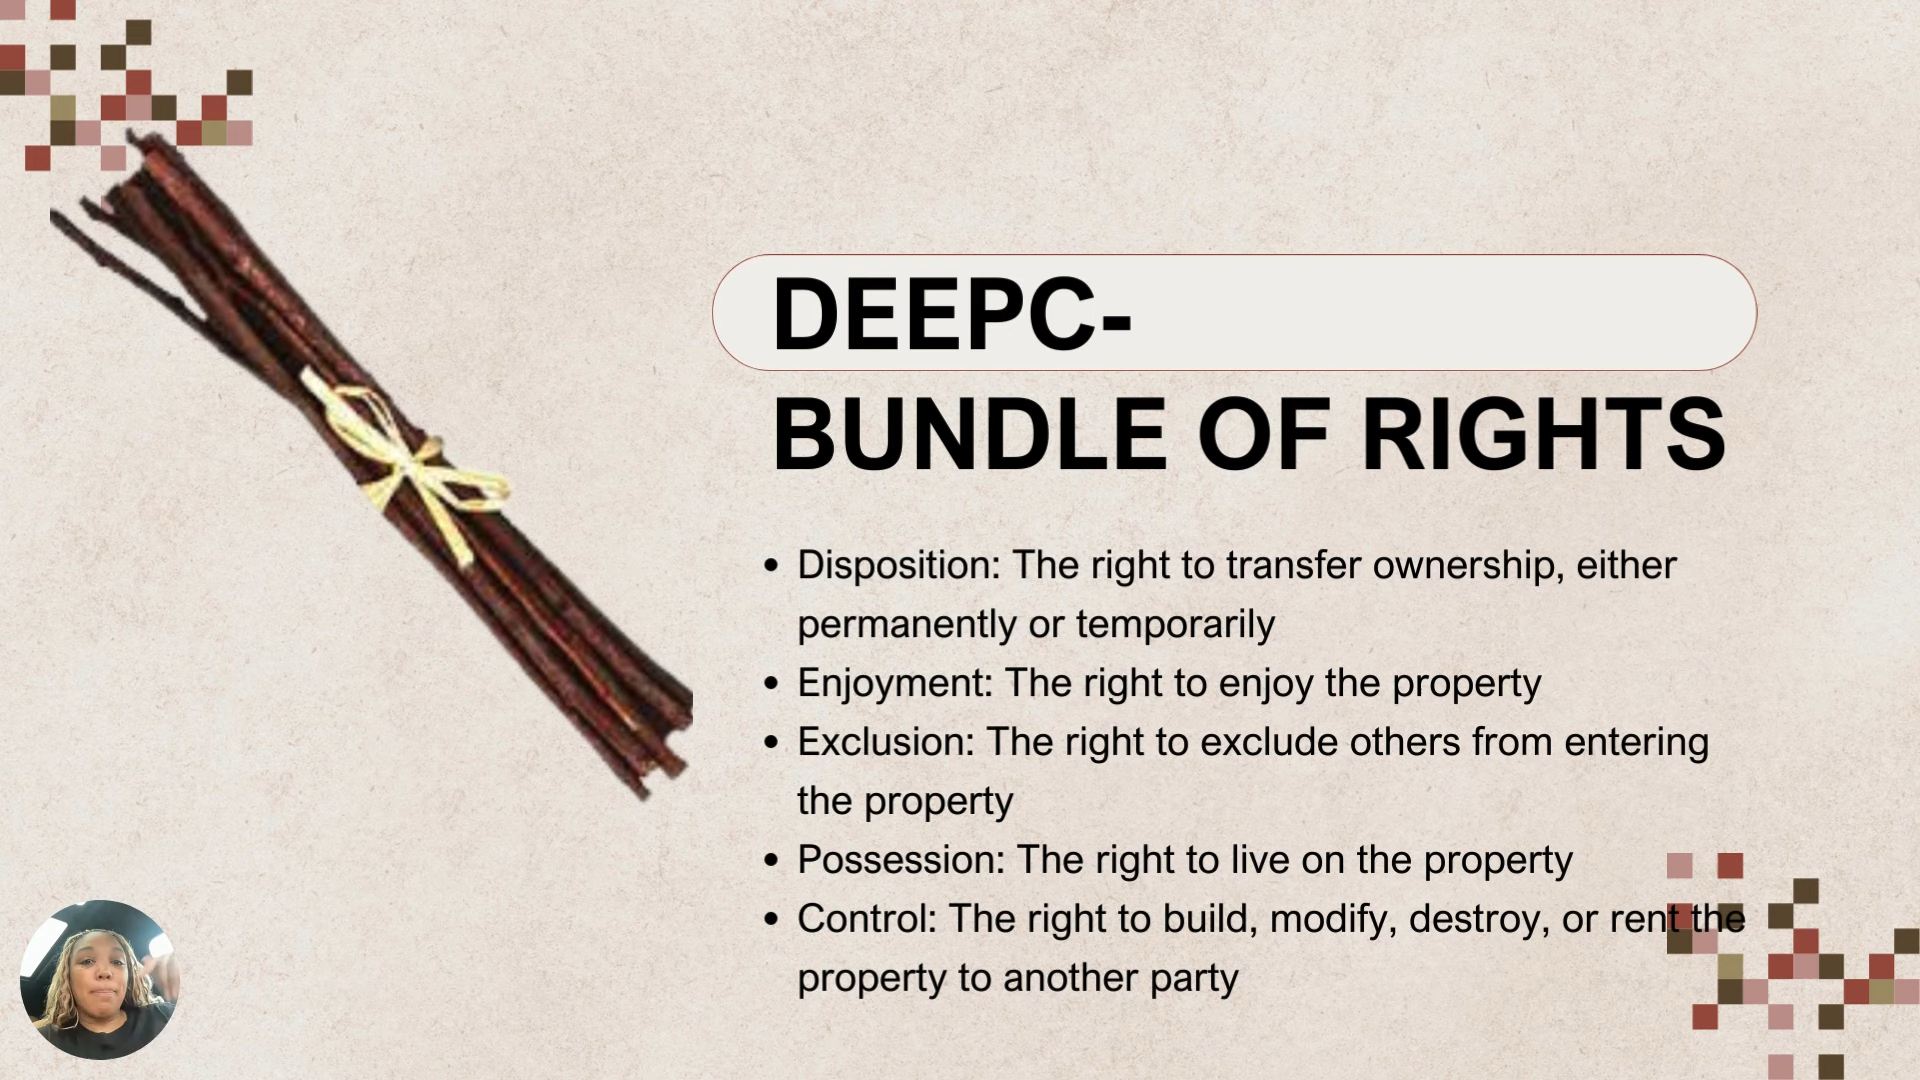 DEEPC-
BUNDLE OF RIGHTS
• Disposition: The right to transfer ownership, either
permanently or temporarily
• Enjoyment: The right to enjoy the property
• Exclusion: The right to exclude others from entering
the property
• Possession: The right to live on the property
• Control: The right to build, modify, destroy, or rent the
property to another party